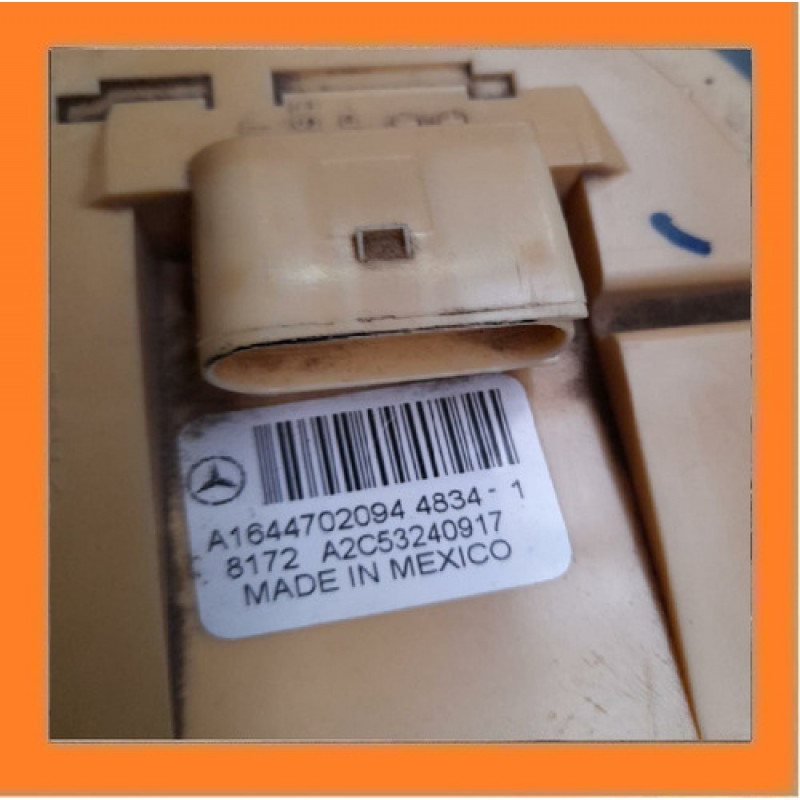 A1644702094 4834- 1
8172 A2C53240917
MADE IN MEXICO